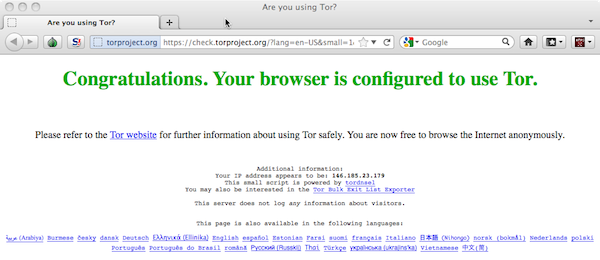 Are you using Tor?
Are you using Tor?
torproject.org https://check.torproject.org/?lang=en-US&small=1
Google
Congratulations. Your browser is configured to use Tor.
Please refer to the Tor website for further information about using Tor safely. You are now free to browse the Internet anonymously.
Additional information:
Your IP address appears to be: 146.185.23.179
This small script is powered by tordnsel
You may also be interested in the Tor Bulk Exit List Exporter
This server does not log any information about visitors.
This page is also available in the following languages:
عربية (Arabiya) Burmese česky dansk Deutsch Ελληνικά (Ellinika) English español Estonian Farsi suomi français Italiano 日本語 (Nihongo) norsk (bokmål) Nederlands polski
Português Português do Brasil română Русский (Russkij) Thai Türkçe українська (ukrajins'ka) Vietnamese 中文(简)